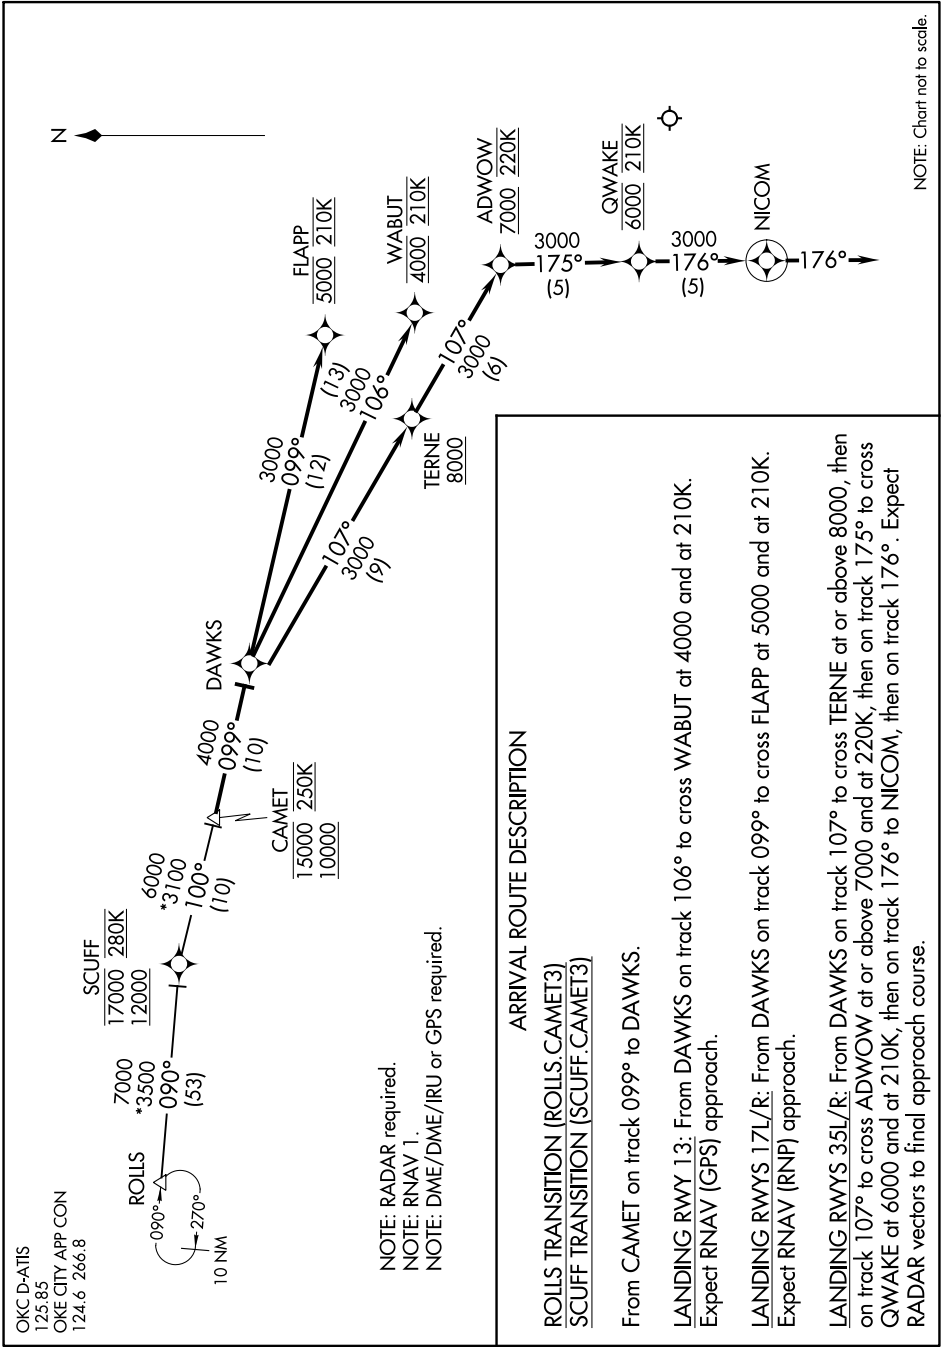 OKC D-ATIS
125.85
OKE CITY APP CON
124.6 266.8
N
ROLLS
090°
270°
10 NM
7000
*3500
090°
(53)
SCUFF
17000 280K
12000
6000
*3100
100°
(10)
CAMET
15000 250K
10000
4000
099°
(10)
DAWKS
3000
099°
(12)
FLAPP
5000 210K
(13)
3000
106°
WABUT
4000 210K
107°
3000
(9)
TERNE
8000
107°
3000
(6)
ADWOW
7000 220K
3000
175°
(5)
QWAKE
6000 210K
3000
176°
(5)
NICOM
176°
NOTE: RADAR required.
NOTE: RNAV 1.
NOTE: DME/DME/IRU or GPS required.
NOTE: Chart not to scale.
ARRIVAL ROUTE DESCRIPTION
ROLLS TRANSITION (ROLLS.CAMET3)
SCUFF TRANSITION (SCUFF.CAMET3)
From CAMET on track 099° to DAWKS.
LANDING RWY 13: From DAWKS on track 106° to cross WABUT at 4000 and at 210K.
Expect RNAV (GPS) approach.
LANDING RWYS 17L/R: From DAWKS on track 099° to cross FLAPP at 5000 and at 210K.
Expect RNAV (RNP) approach.
LANDING RWYS 35L/R: From DAWKS on track 107° to cross TERNE at or above 8000, then
on track 107° to cross ADWOW at or above 7000 and at 220K, then on track 175° to cross
QWAKE at 6000 and at 210K, then on track 176° to NICOM, then on track 176°. Expect
RADAR vectors to final approach course.